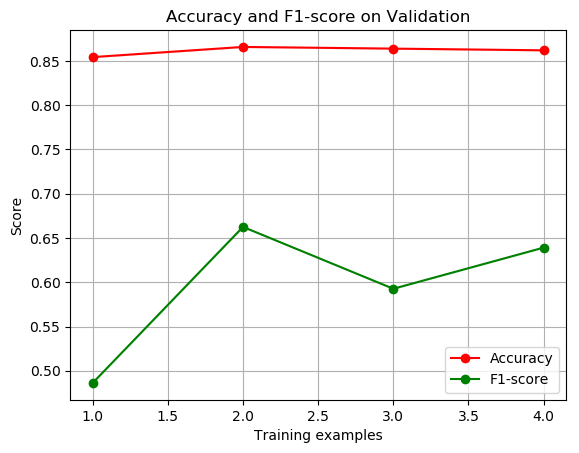 Accuracy and F1-score on Validation
0.85
0.80
0.75
0.70
0.65
0.60
0.55
0.50
Score
1.0 1.5 2.0 2.5 3.0 3.5 4.0
Training examples
Accuracy
F1-score